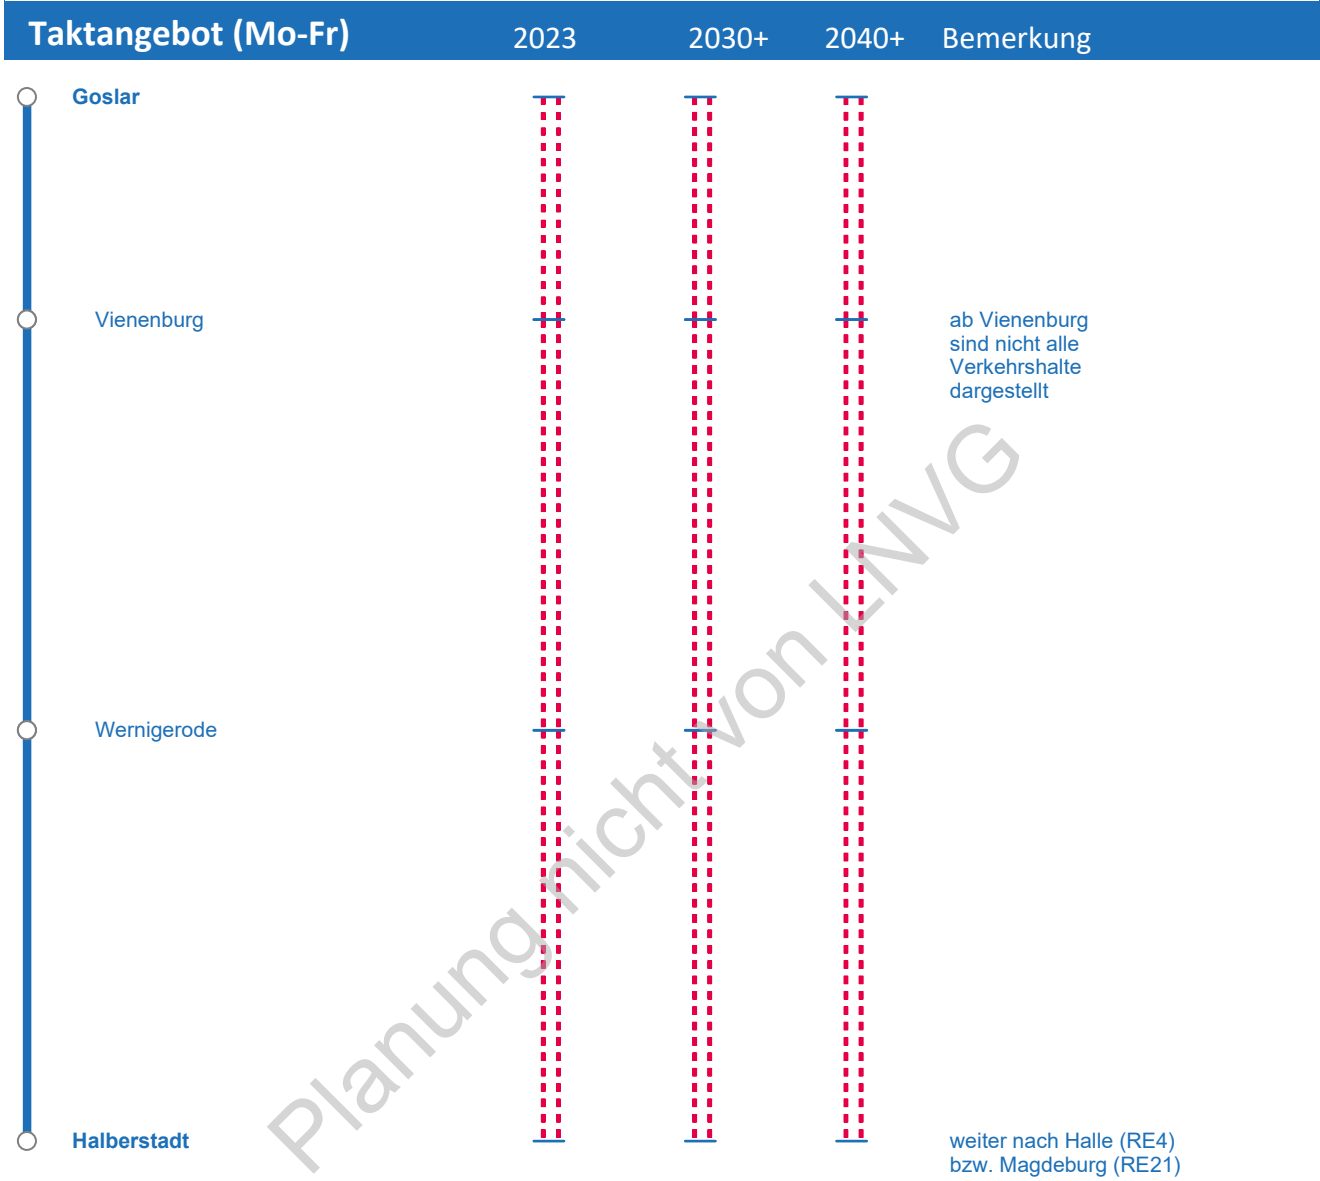 Taktangebot (Mo-Fr) 2023 2030+ 2040+ Bemerkung
Goslar
Vienenburg
ab Vienenburg
sind nicht alle
Verkehrshalte
dargestellt
Planung nicht von LNVG
Wernigerode
Halberstadt
weiter nach Halle (RE4)
bzw. Magdeburg (RE21)